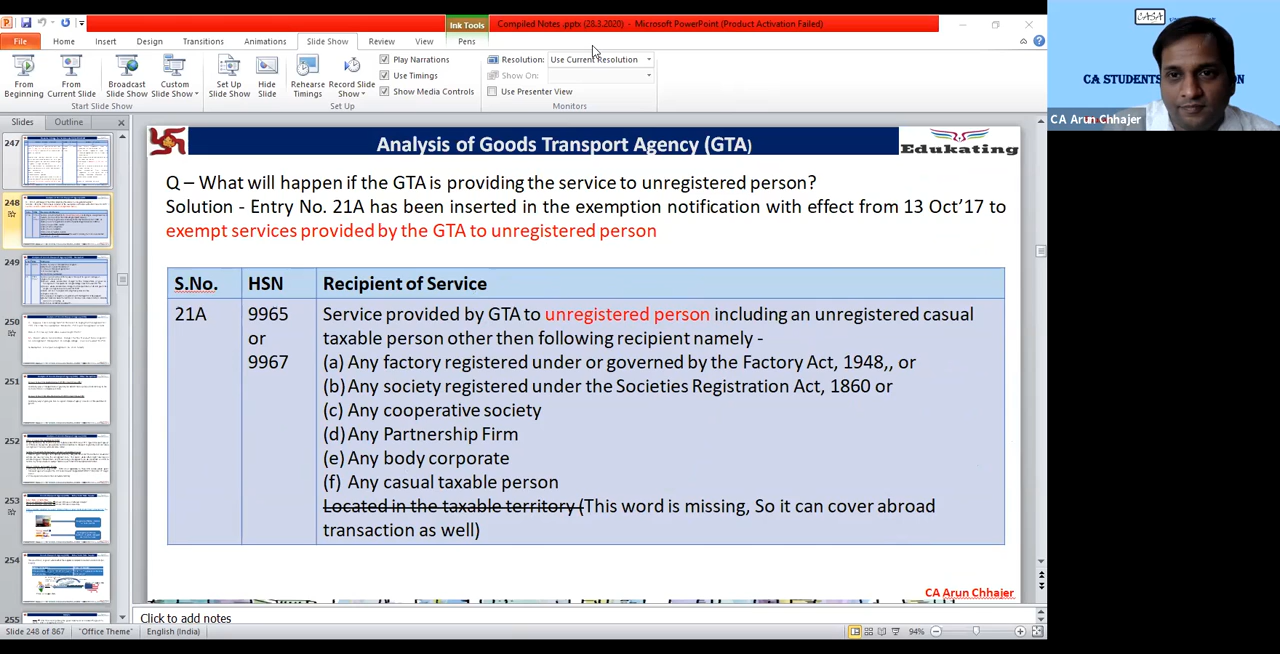 Ink Tools
Compiled Notes .pptx (28.3.2020) - Microsoft PowerPoint (Product Activation Failed)
File Home Insert Design Transitions Animations Slide Show Review View Pens
From Beginning
From Current Slide
Broadcast Slide Show
Custom Slide Show
Start Slide Show
Set Up Slide Show
Hide Slide
Rehearse Timings
Record Slide Show
Play Narrations
Use Timings
Show Media Controls
Set Up
Resolution: Use Current Resolution
Show On:
Use Presenter View
Monitors
CA Arun Chhajer
Slides Outline
247
248
249
250
251
252
253
254
255
Analysis of Goods Transport Agency (GTA)
Edukating
Q – What will happen if the GTA is providing the service to unregistered person?
Solution - Entry No. 21A has been inserted in the exemption notification with effect from 13 Oct’17 to
exempt services provided by the GTA to unregistered person
S.No. HSN Recipient of Service
21A 9965 Service provided by GTA to unregistered person including an unregistered casual
or taxable person other then following recipient namely -
9967 (a) Any factory registered under or governed by the Factory Act, 1948,, or
(b) Any society registered under the Societies Registration Act, 1860 or
(c) Any cooperative society
(d) Any Partnership Firm
(e) Any body corporate
(f) Any casual taxable person
Located in the taxable territory (This word is missing, So it can cover abroad
transaction as well)
CA Arun Chhajer
Click to add notes
Slide 248 of 867 "Office Theme" English (India) 94%